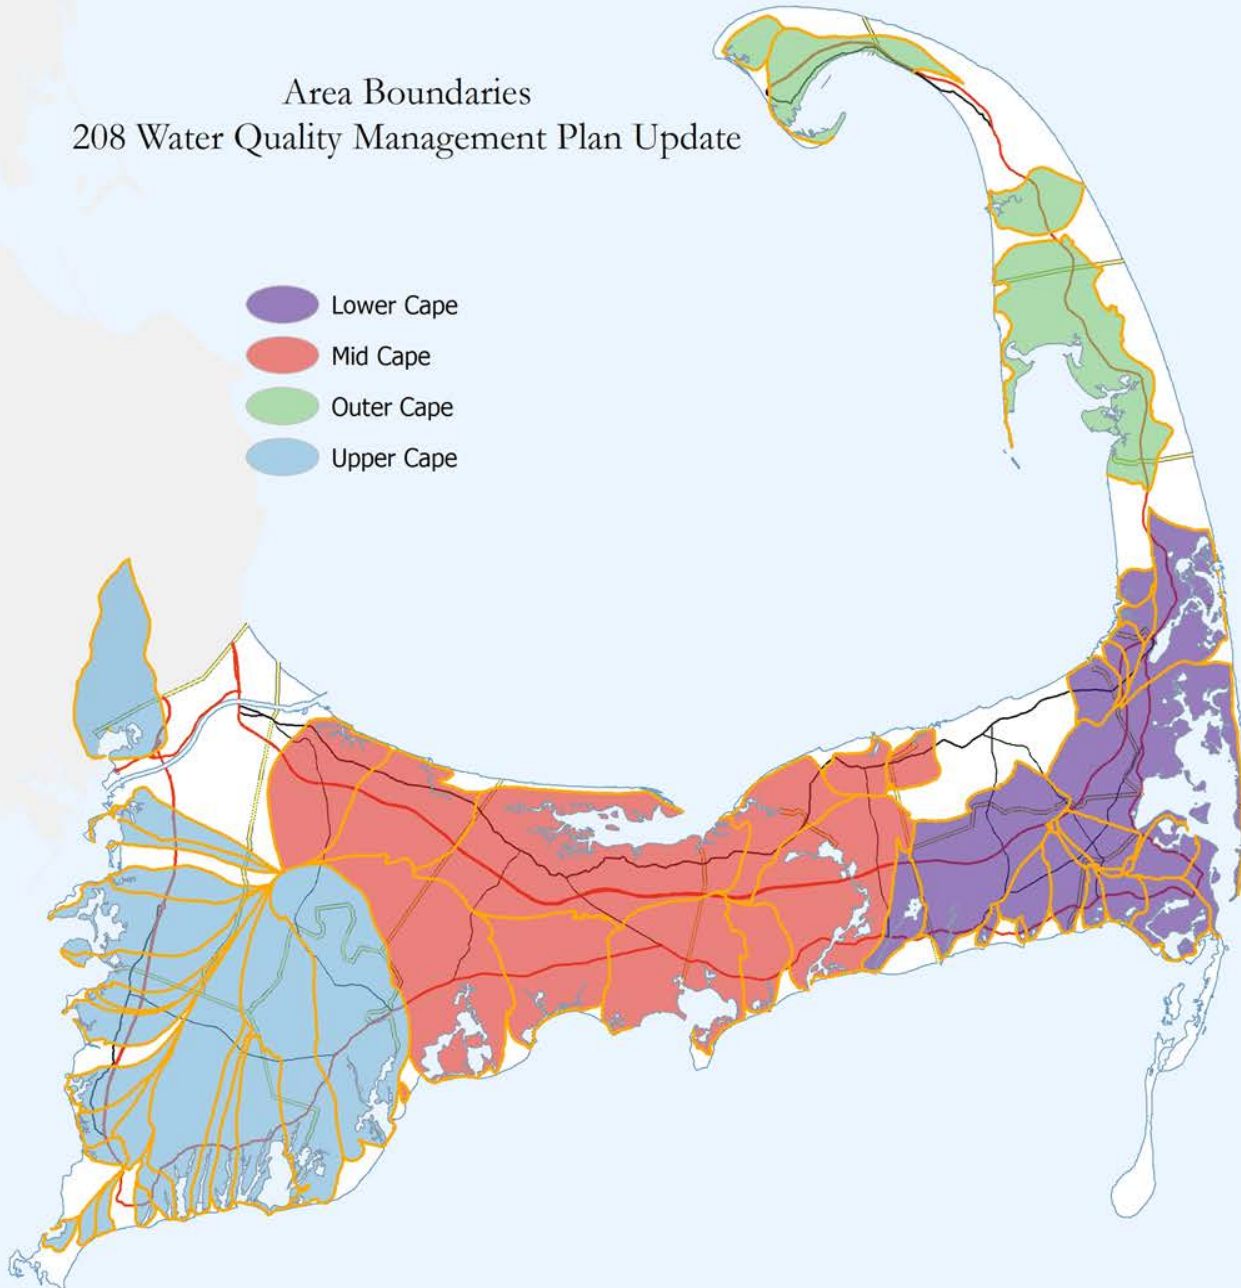 Area Boundaries
208 Water Quality Management Plan Update
Lower Cape
Mid Cape
Outer Cape
Upper Cape